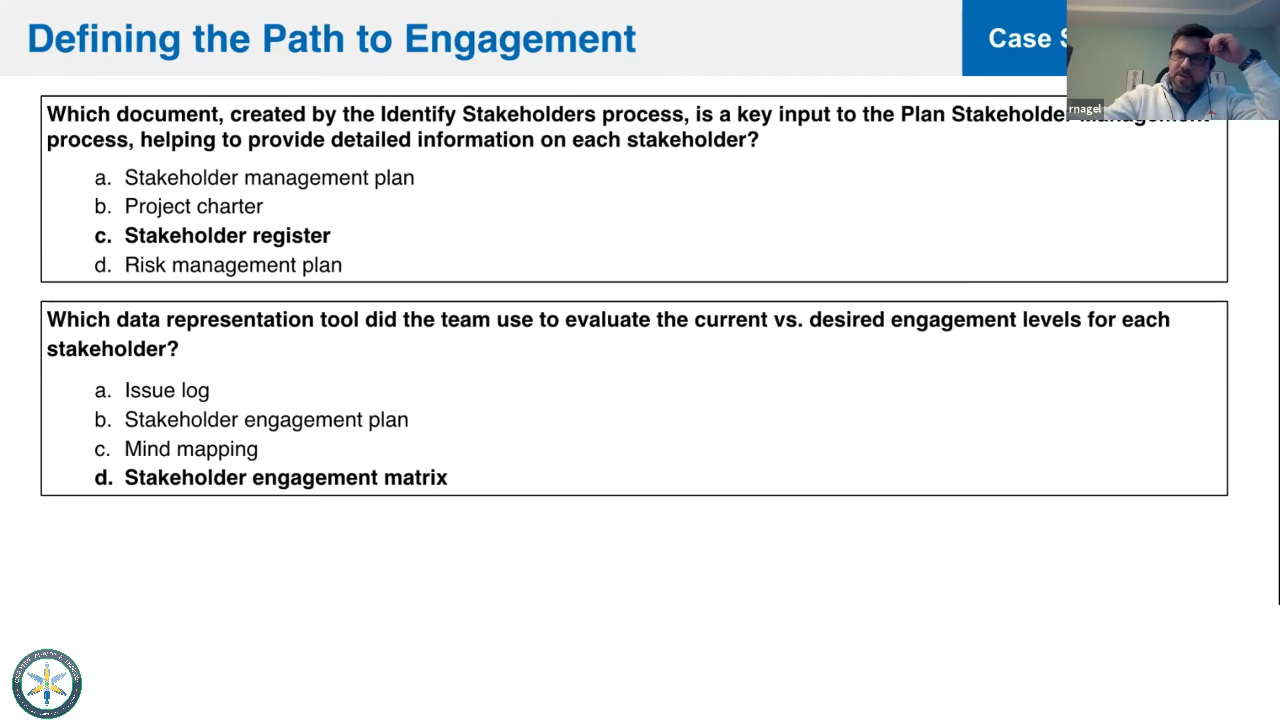 Defining the Path to Engagement
Case
rnagel
Which document, created by the Identify Stakeholders process, is a key input to the Plan Stakeholder Management
process, helping to provide detailed information on each stakeholder?
a. Stakeholder management plan
b. Project charter
c. Stakeholder register
d. Risk management plan
Which data representation tool did the team use to evaluate the current vs. desired engagement levels for each
stakeholder?
a. Issue log
b. Stakeholder engagement plan
c. Mind mapping
d. Stakeholder engagement matrix